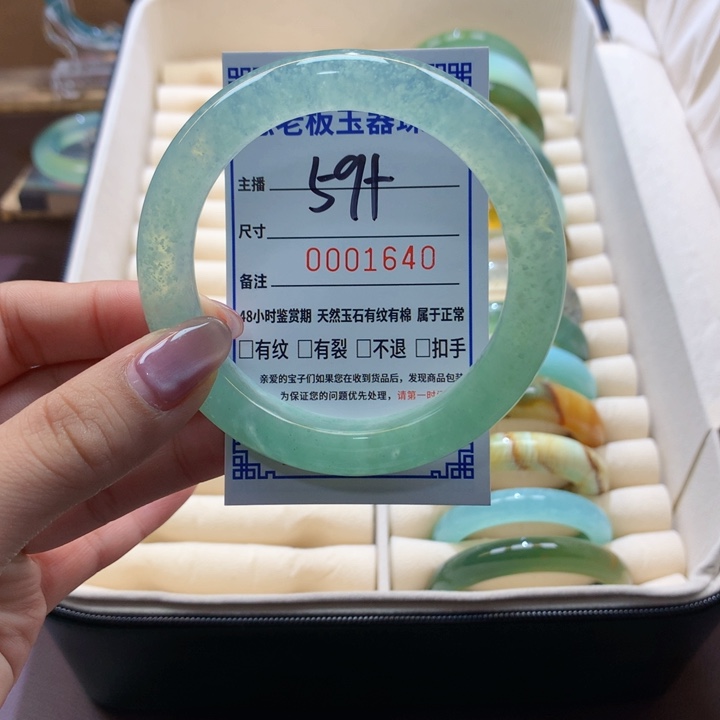 老板玉器
主播 59+
尺寸
0001640
备注
48小时鉴赏期 天然玉石有纹有棉 属于正常
□有纹 □有裂 □不退 □扣手
亲爱的宝子们如果您在收到货品后，发现商品包装
为保证您的问题优先处理，请第一时